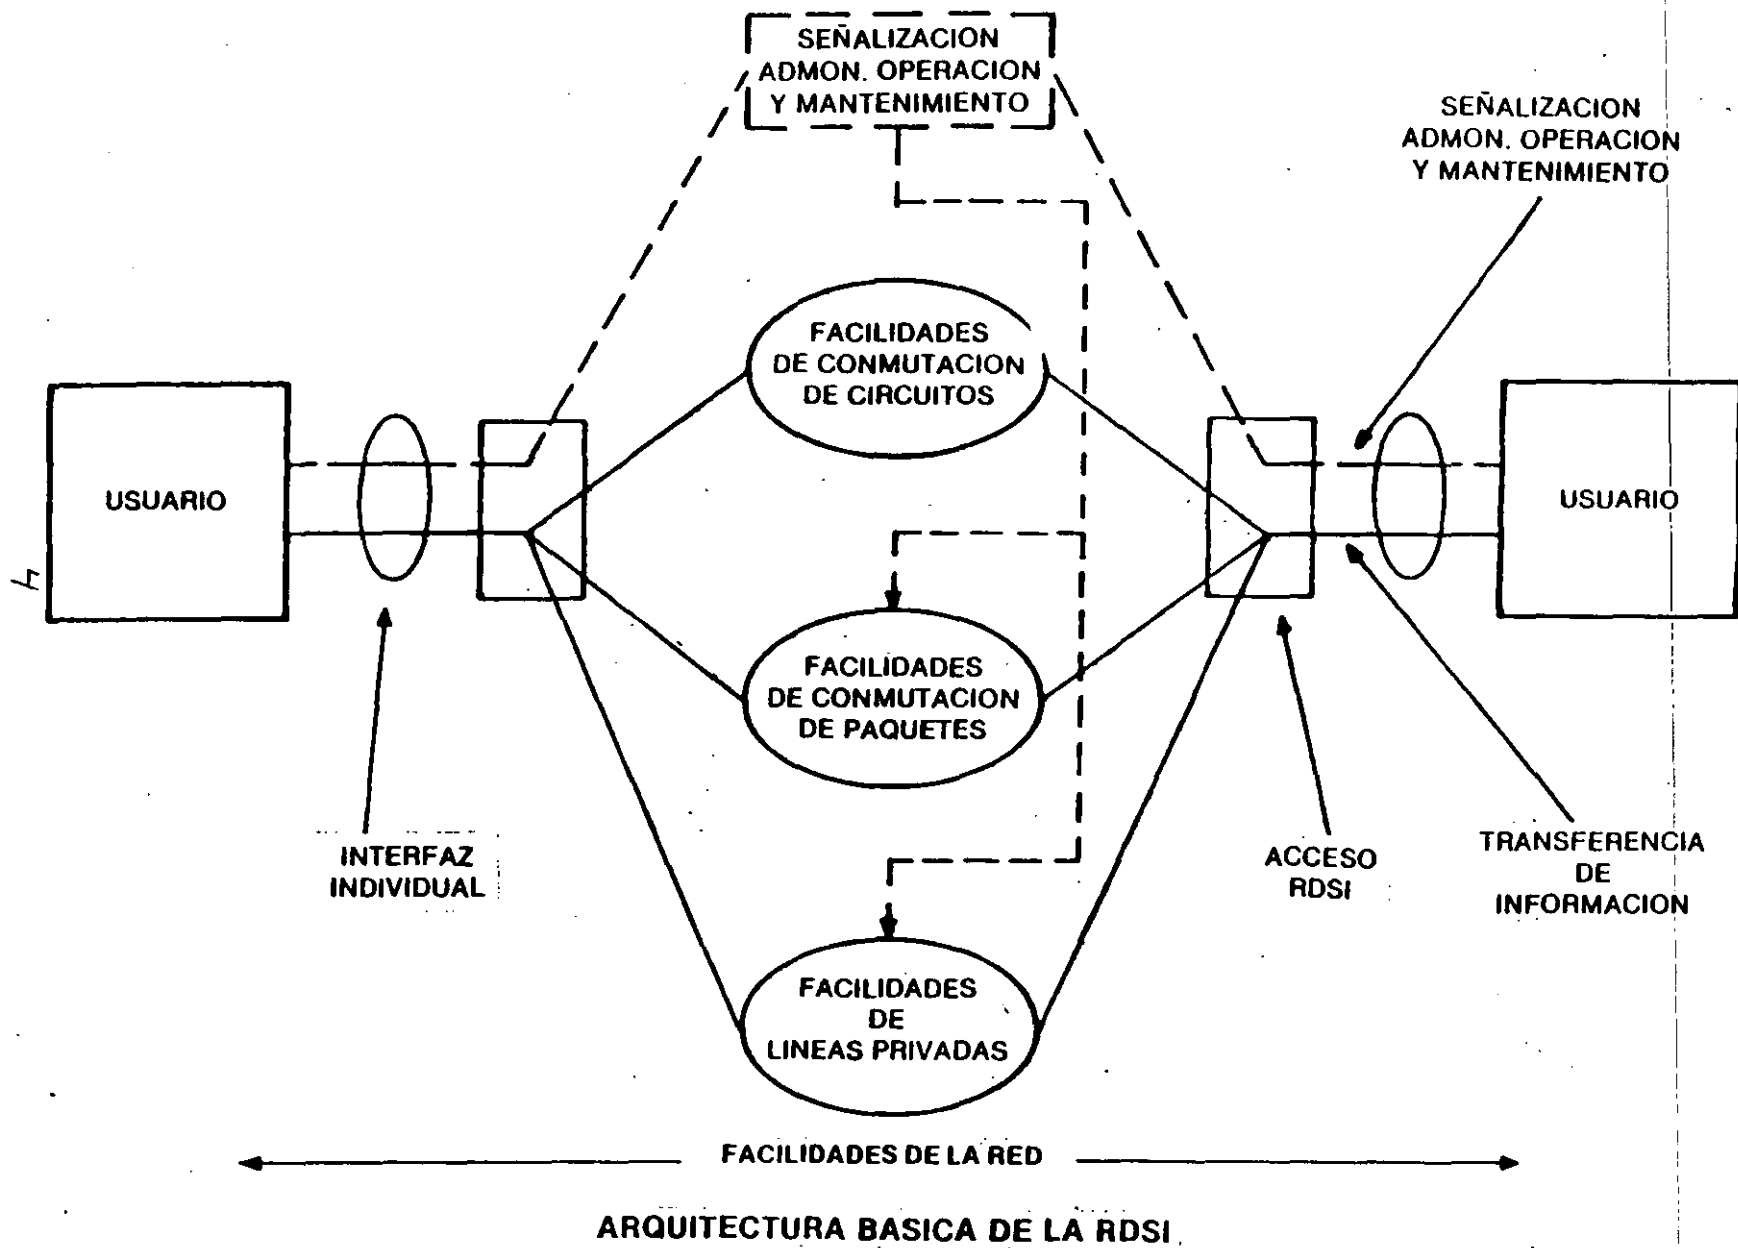 SEÑALIZACION
ADMON. OPERACION
Y MANTENIMIENTO
SEÑALIZACION
ADMON. OPERACION
Y MANTENIMIENTO
FACILIDADES
DE CONMUTACION
DE CIRCUITOS
USUARIO
USUARIO
4
FACILIDADES
DE CONMUTACION
DE PAQUETES
INTERFAZ
INDIVIDUAL
ACCESO
RDSI
TRANSFERENCIA
DE
INFORMACION
FACILIDADES
DE
LINEAS PRIVADAS
FACILIDADES DE LA RED
ARQUITECTURA BASICA DE LA RDSI